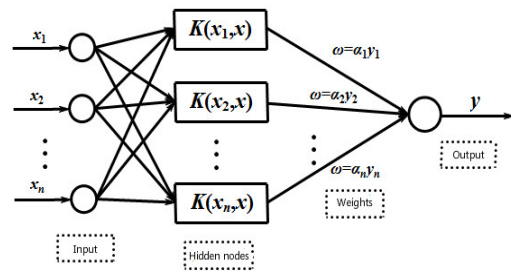 x₁
K(x₁,x)
ω=α₁y₁
x₂
K(x₂,x)
ω=α₂y₂
y
xₙ
K(xₙ,x)
ω=αₙyₙ
Output
Weights
Input
Hidden nodes